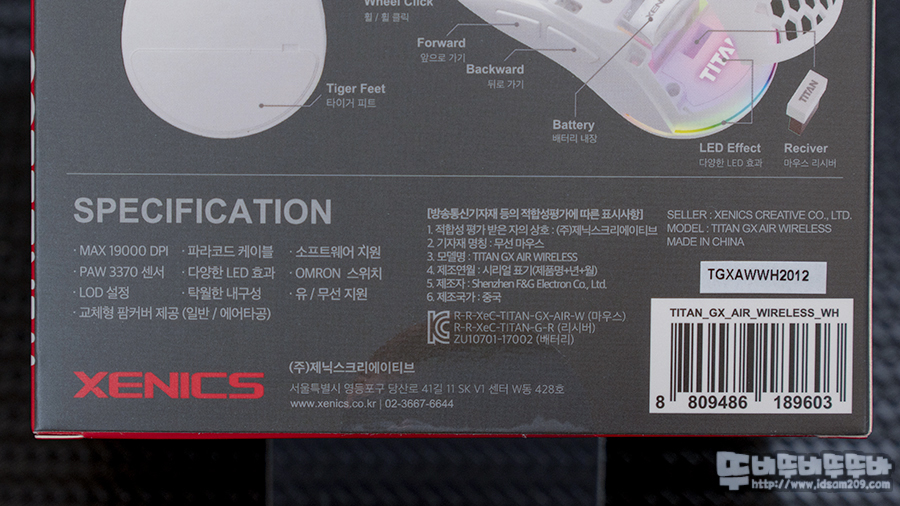 Wheel Click
휠 / 휠 클릭
Forward
앞으로 가기
Backward
뒤로 가기
XENICS
TITAN
TITAN
Tiger Feet
타이거 피트
Battery
배터리 내장
LED Effect
다양한 LED 효과
Reciver
마우스 리시버
SPECIFICATION
· MAX 19000 DPI
· PAW 3370 센서
· LOD 설정
· 교체형 팜커버 제공 (일반 / 에어타공)
· 파라코드 케이블
· 다양한 LED 효과
· 탁월한 내구성
· 소프트웨어 지원
· OMRON 스위치
· 유 / 무선 지원
[방송통신기자재 등의 적합성평가에 따른 표시사항]
1. 적합성 평가 받은 자의 상호 : (주)제닉스크리에이티브
2. 기자재 명칭 : 무선 마우스
3. 모델명 : TITAN GX AIR WIRELESS
4. 제조연월 : 시리얼 표기(제품명+년+월)
5. 제조자 : Shenzhen F&G Electron Co., Ltd.
6. 제조국가 : 중국
R-R-XeC-TITAN-GX-AIR-W (마우스)
R-R-XeC-TITAN-G-R (리시버)
ZU10701-17002 (배터리)
SELLER : XENICS CREATIVE CO., LTD.
MODEL : TITAN GX AIR WIRELESS
MADE IN CHINA
TGXAWWH2012
TITAN_GX_AIR_WIRELESS_WH
8 809486 189603
XENICS
(주)제닉스크리에이티브
서울특별시 영등포구 당산로 41길 11 SK V1 센터 W동 428호
www.xenics.co.kr | 02-3667-6644
뚜바뚜바뚜뚜바
http://www.idsam209.com